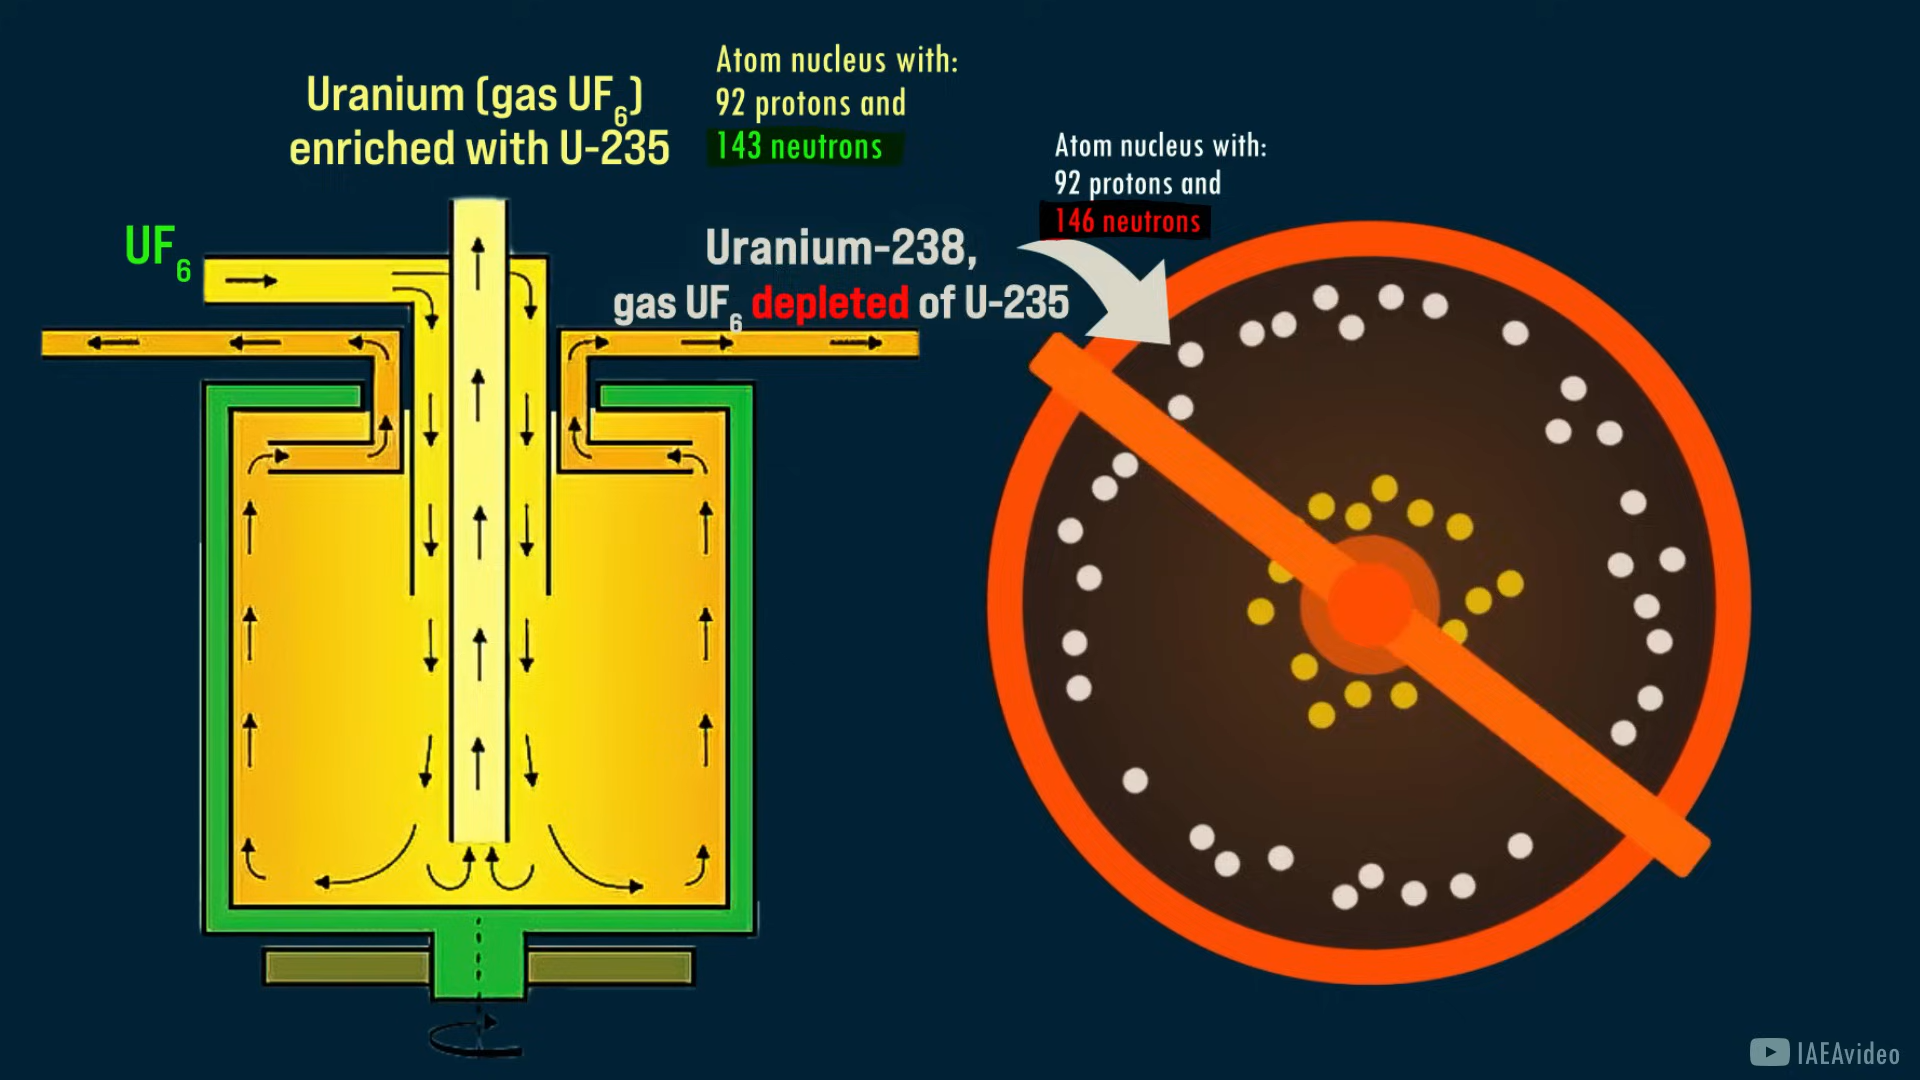 Uranium (gas UF6)
enriched with U-235
Atom nucleus with:
92 protons and
143 neutrons
Atom nucleus with:
92 protons and
146 neutrons
UF6
Uranium-238,
gas UF6 depleted of U-235
IAEAvideo